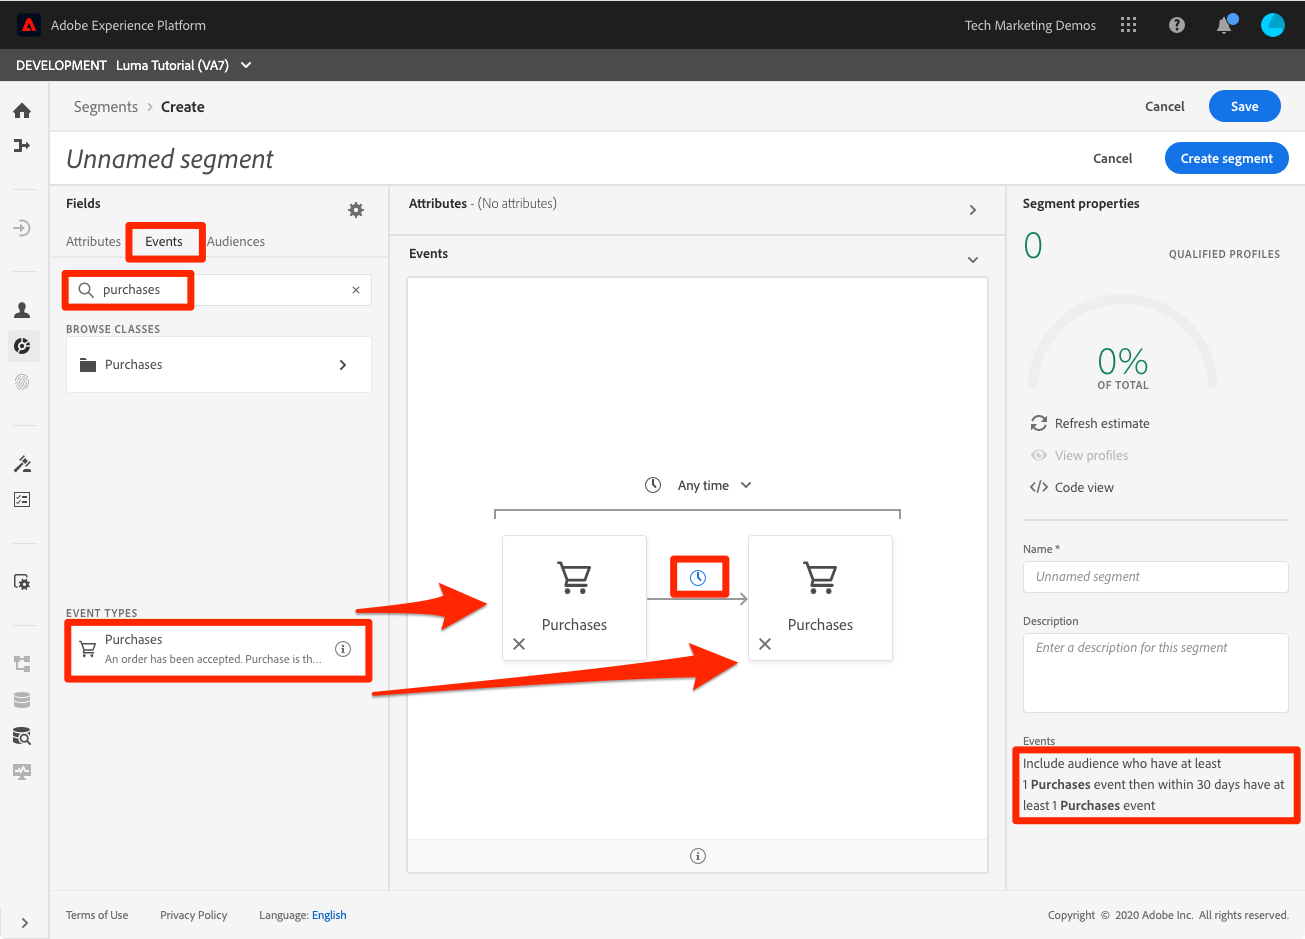 Adobe Experience Platform
Tech Marketing Demos
DEVELOPMENT Luma Tutorial (VA7)
Segments > Create
Cancel
Save
Unnamed segment
Cancel
Create segment
Fields
Attributes
Events
Audiences
purchases
BROWSE CLASSES
Purchases
EVENT TYPES
Purchases
An order has been accepted. Purchase is th...
Attributes - (No attributes)
Events
Any time
Purchases
Purchases
Segment properties
0
QUALIFIED PROFILES
0%
OF TOTAL
Refresh estimate
View profiles
</> Code view
Name *
Unnamed segment
Description
Enter a description for this segment
Events
Include audience who have at least
1 Purchases event then within 30 days have at
least 1 Purchases event
Terms of Use
Privacy Policy
Language: English
Copyright © 2020 Adobe Inc. All rights reserved.